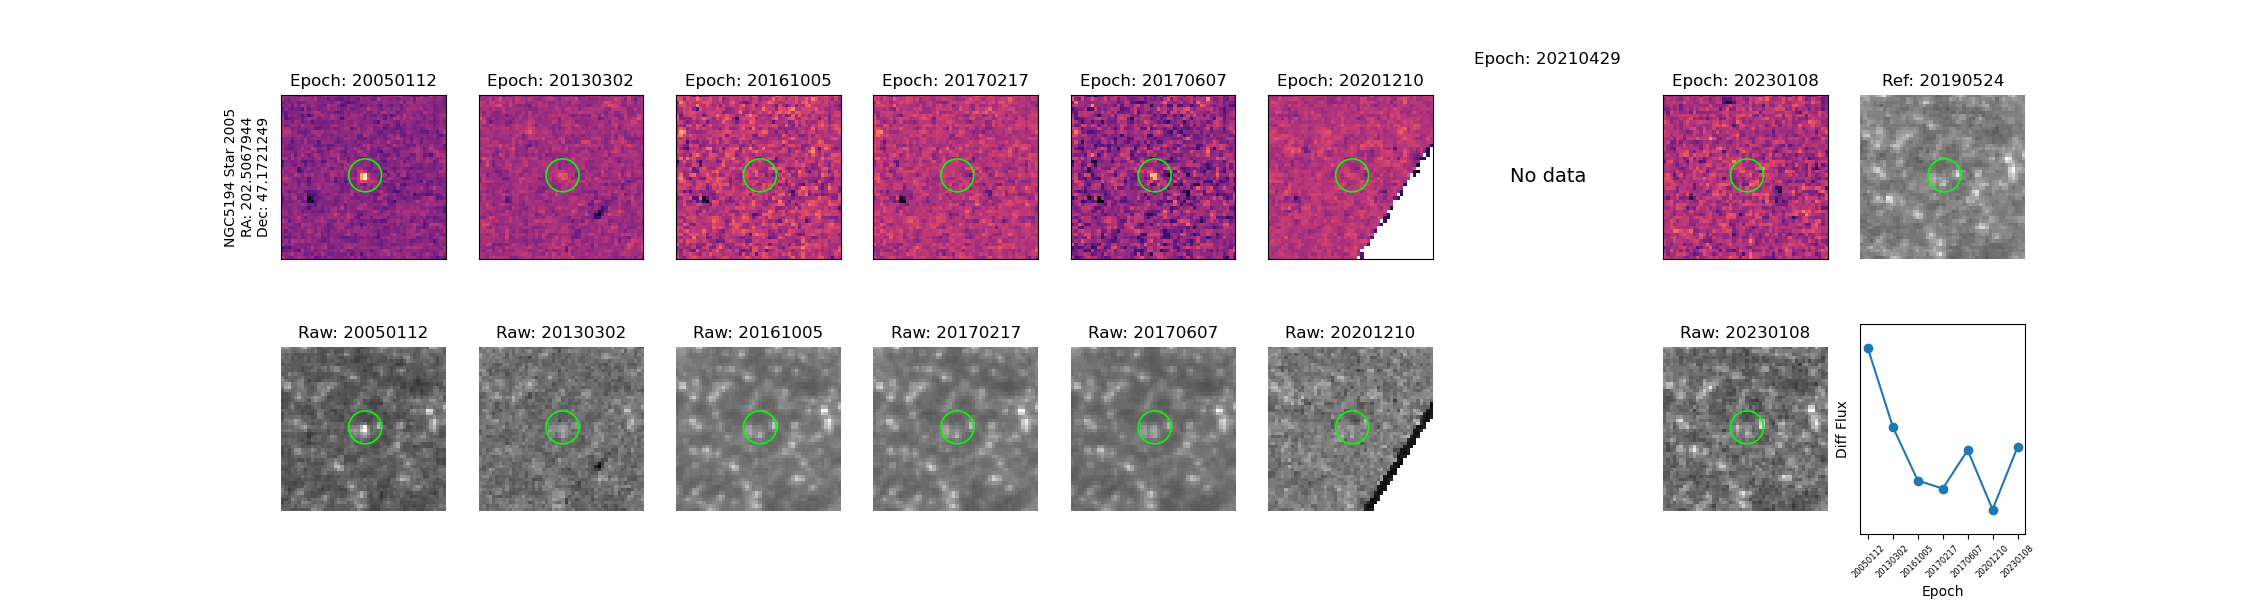 Epoch: 20210429
Epoch: 20050112
Epoch: 20130302
Epoch: 20161005
Epoch: 20170217
Epoch: 20170607
Epoch: 20201210
Epoch: 20230108
Ref: 20190524
NGC5194 Star 2005
RA: 202.5067944
Dec: 47.1721249
No data
Raw: 20050112
Raw: 20130302
Raw: 20161005
Raw: 20170217
Raw: 20170607
Raw: 20201210
Raw: 20230108
Diff Flux
20050112
20130302
20161005
20170217
20170607
20201210
20230108
Epoch